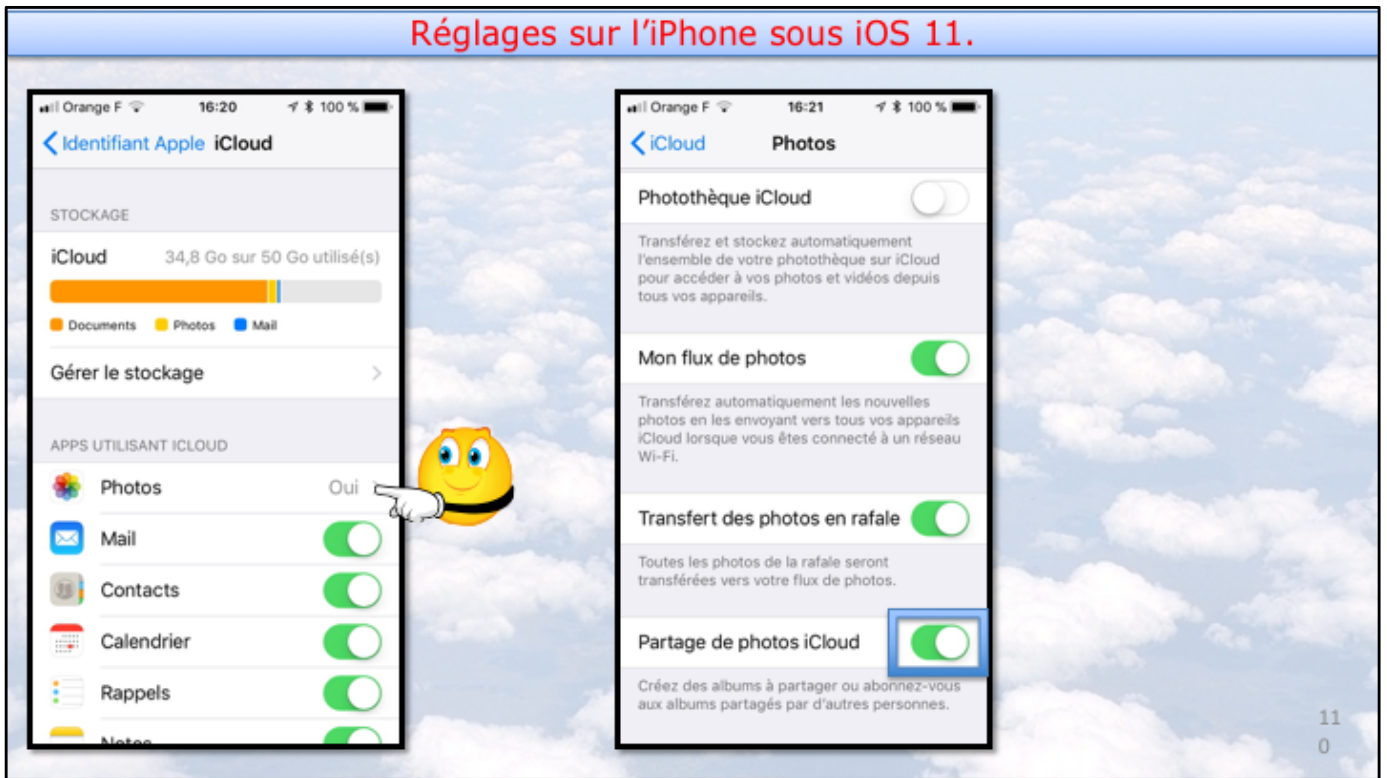 Réglages sur l'iPhone sous iOS 11.
Orange F 16:20 100 %
Identifiant Apple iCloud
STOCKAGE
iCloud 34,8 Go sur 50 Go utilisé(s)
Documents Photos Mail
Gérer le stockage
APPS UTILISANT ICLOUD
Photos Oui
Mail
Contacts
Calendrier
Rappels
Notes
Orange F 16:21 100 %
iCloud Photos
Photothèque iCloud
Transférez et stockez automatiquement
l'ensemble de votre photothèque sur iCloud
pour accéder à vos photos et vidéos depuis
tous vos appareils.
Mon flux de photos
Transférez automatiquement les nouvelles
photos en les envoyant vers tous vos appareils
iCloud lorsque vous êtes connecté à un réseau
Wi-Fi.
Transfert des photos en rafale
Toutes les photos de la rafale seront
transférées vers votre flux de photos.
Partage de photos iCloud
Créez des albums à partager ou abonnez-vous
aux albums partagés par d'autres personnes.
11
0